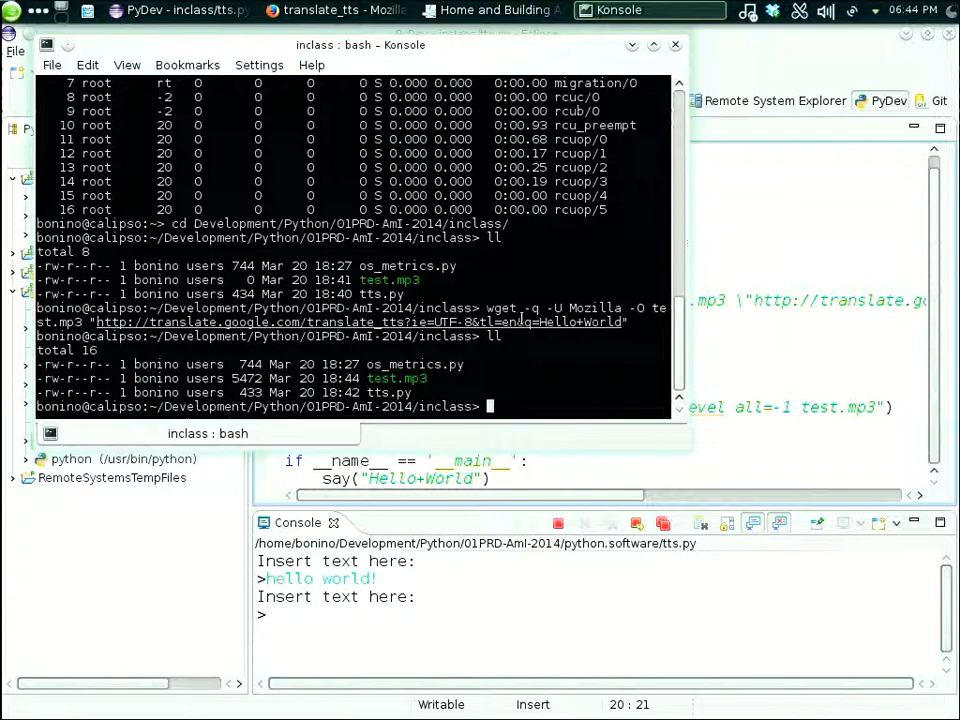 PyDev - inclass/tts.py
translate_tts - Mozilla
Home and Building A
Konsole
06:44 PM
inclass : bash – Konsole
File
File Edit View Bookmarks Settings Help
7 root rt 0 0 0 S 0.000 0.000 0:00.00 migration/0
8 root -2 0 0 0 S 0.000 0.000 0:00.00 rcuc/0
9 root -2 0 0 0 S 0.000 0.000 0:00.00 rcub/0
10 root 20 0 0 0 S 0.000 0.000 0:00.93 rcu_preempt
11 root 20 0 0 0 S 0.000 0.000 0:00.68 rcuop/0
12 root 20 0 0 0 S 0.000 0.000 0:00.17 rcuop/1
13 root 20 0 0 0 S 0.000 0.000 0:00.25 rcuop/2
14 root 20 0 0 0 S 0.000 0.000 0:00.19 rcuop/3
15 root 20 0 0 0 S 0.000 0.000 0:00.00 rcuop/4
16 root 20 0 0 0 S 0.000 0.000 0:00.00 rcuop/5
bonino@calipso:~> cd Development/Python/01PRD-AmI-2014/inclass/
bonino@calipso:~/Development/Python/01PRD-AmI-2014/inclass> ll
total 8
-rw-r--r-- 1 bonino users 744 Mar 20 18:27 os_metrics.py
-rw-r--r-- 1 bonino users 0 Mar 20 18:41 test.mp3
-rw-r--r-- 1 bonino users 434 Mar 20 18:40 tts.py
bonino@calipso:~/Development/Python/01PRD-AmI-2014/inclass> wget -q -U Mozilla -O te
st.mp3 "http://translate.google.com/translate_tts?ie=UTF-8&tl=en&q=Hello+World"
bonino@calipso:~/Development/Python/01PRD-AmI-2014/inclass> ll
total 16
-rw-r--r-- 1 bonino users 744 Mar 20 18:27 os_metrics.py
-rw-r--r-- 1 bonino users 5472 Mar 20 18:44 test.mp3
-rw-r--r-- 1 bonino users 433 Mar 20 18:42 tts.py
bonino@calipso:~/Development/Python/01PRD-AmI-2014/inclass>
inclass : bash
Remote System Explorer
PyDev
Git
.mp3 \"http://translate.g
evel all=-1 test.mp3")
python (/usr/bin/python)
RemoteSystemsTempFiles
if __name__ == '__main__':
say("Hello+World")
Console
/home/bonino/Development/Python/01PRD-AmI-2014/python.software/tts.py
Insert text here:
>hello world!
Insert text here:
>
Writable
Insert
20 : 21